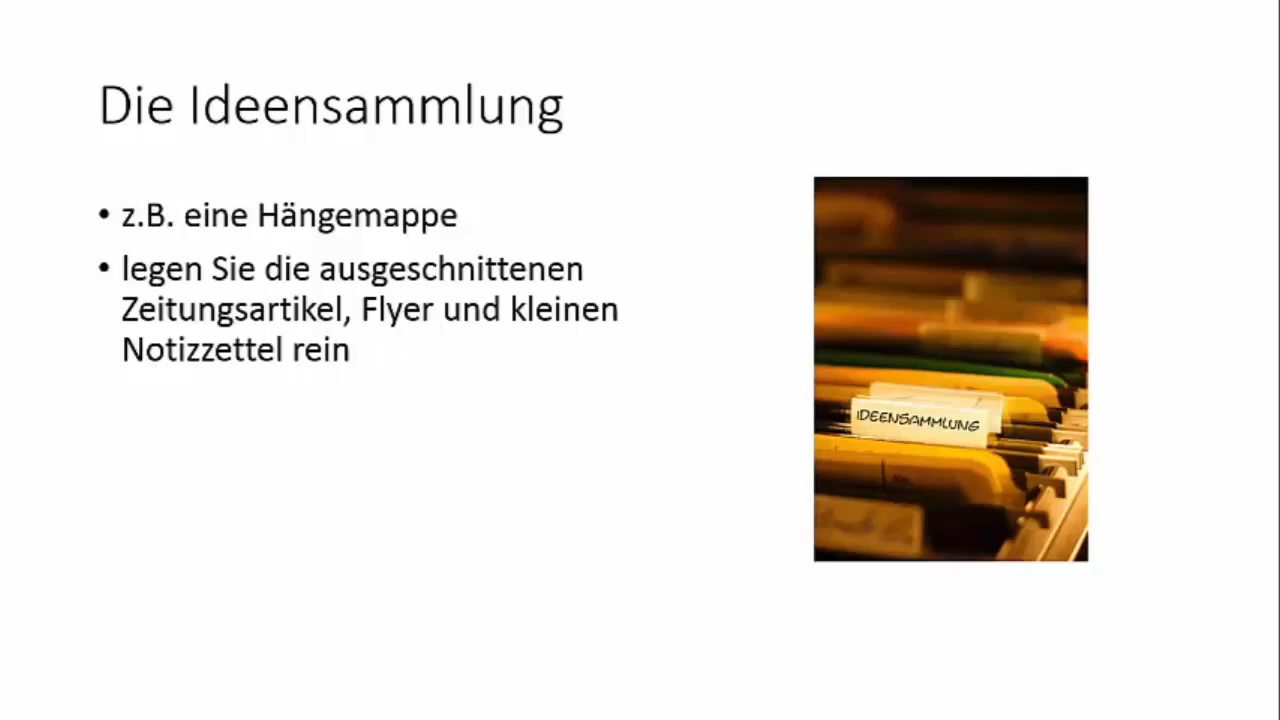 Die Ideensammlung
• z.B. eine Hängemappe
• legen Sie die ausgeschnittenen
Zeitungsartikel, Flyer und kleinen
Notizzettel rein
IDEENSAMMLUNG